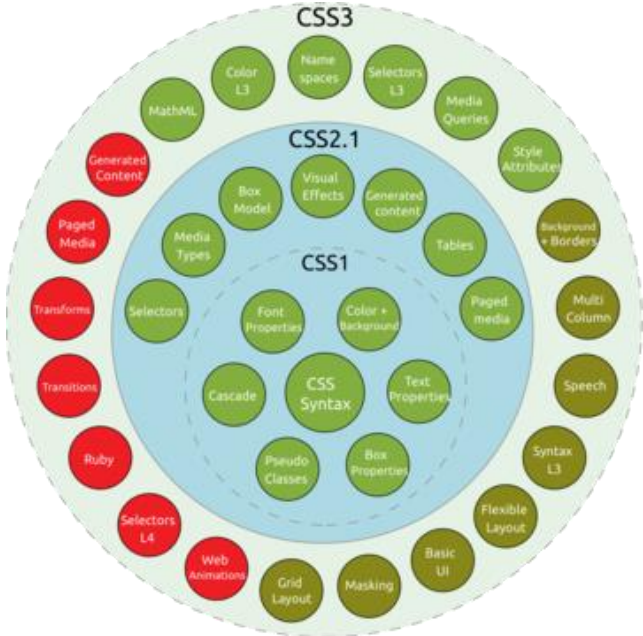 CSS3
Name
spaces
Color
L3
Selectors
L3
MathML
Media
Queries
Generated
Content
Style
Attributes
Paged
Media
Background
+ Borders
Transforms
Multi
Column
Transitions
Speech
Ruby
Syntax
L3
Selectors
L4
Flexible
Layout
Web
Animations
Basic
UI
Grid
Layout
Masking
CSS2.1
Visual
Effects
Box
Model
Generated
content
Media
Types
Tables
Selectors
Paged
media
CSS1
Font
Properties
Color +
Background
Cascade
CSS
Syntax
Text
Properties
Pseudo
Classes
Box
Properties